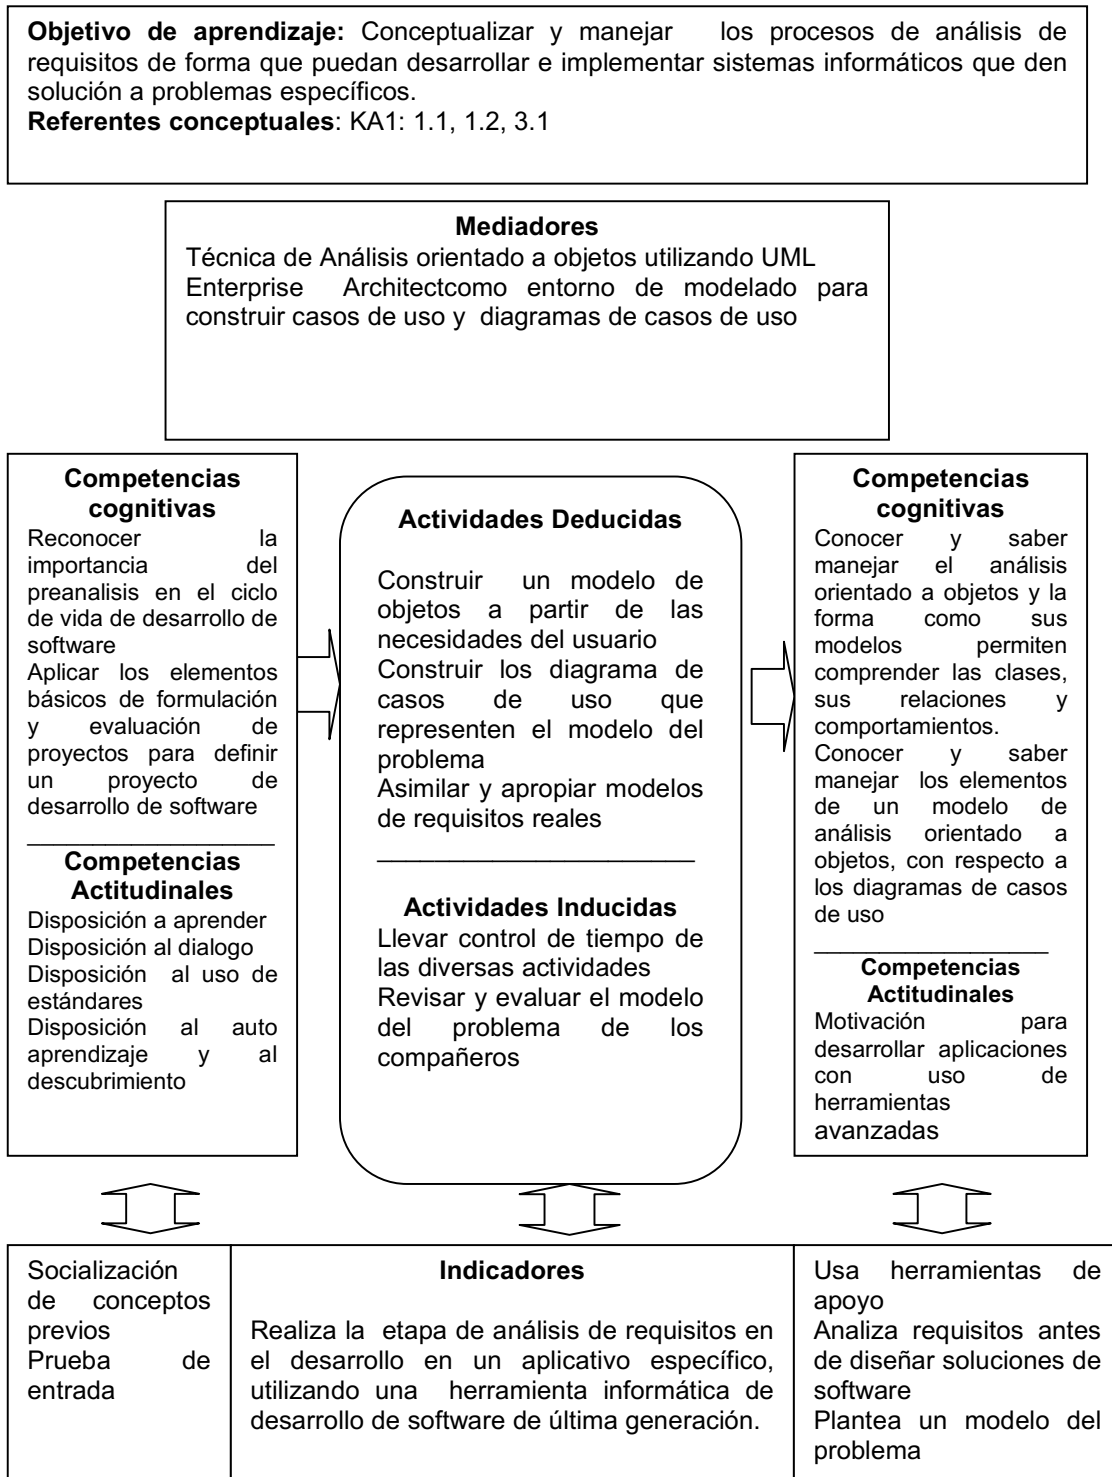 Objetivo de aprendizaje: Conceptualizar y manejar los procesos de análisis de
requisitos de forma que puedan desarrollar e implementar sistemas informáticos que den
solución a problemas específicos.
Referentes conceptuales: KA1: 1.1, 1.2, 3.1
Mediadores
Técnica de Análisis orientado a objetos utilizando UML
Enterprise Architectcomo entorno de modelado para
construir casos de uso y diagramas de casos de uso
Competencias
cognitivas
Reconocer la
importancia del
preanalisis en el ciclo
de vida de desarrollo de
software
Aplicar los elementos
básicos de formulación
y evaluación de
proyectos para definir
un proyecto de
desarrollo de software
Competencias
Actitudinales
Disposición a aprender
Disposición al dialogo
Disposición al uso de
estándares
Disposición al auto
aprendizaje y al
descubrimiento
Actividades Deducidas
Construir un modelo de
objetos a partir de las
necesidades del usuario
Construir los diagrama de
casos de uso que
representen el modelo del
problema
Asimilar y apropiar modelos
de requisitos reales
Actividades Inducidas
Llevar control de tiempo de
las diversas actividades
Revisar y evaluar el modelo
del problema de los
compañeros
Competencias
cognitivas
Conocer y saber
manejar el análisis
orientado a objetos y la
forma como sus
modelos permiten
comprender las clases,
sus relaciones y
comportamientos.
Conocer y saber
manejar los elementos
de un modelo de
análisis orientado a
objetos, con respecto a
los diagramas de casos
de uso
Competencias
Actitudinales
Motivación para
desarrollar aplicaciones
con uso de
herramientas
avanzadas
Socialización
de conceptos
previos
Prueba de
entrada
Indicadores
Realiza la etapa de análisis de requisitos en
el desarrollo en un aplicativo específico,
utilizando una herramienta informática de
desarrollo de software de última generación.
Usa herramientas de
apoyo
Analiza requisitos antes
de diseñar soluciones de
software
Plantea un modelo del
problema